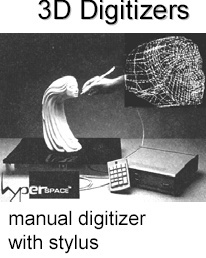 3D Digitizers
hyperSPACE
manual digitizer
with stylus